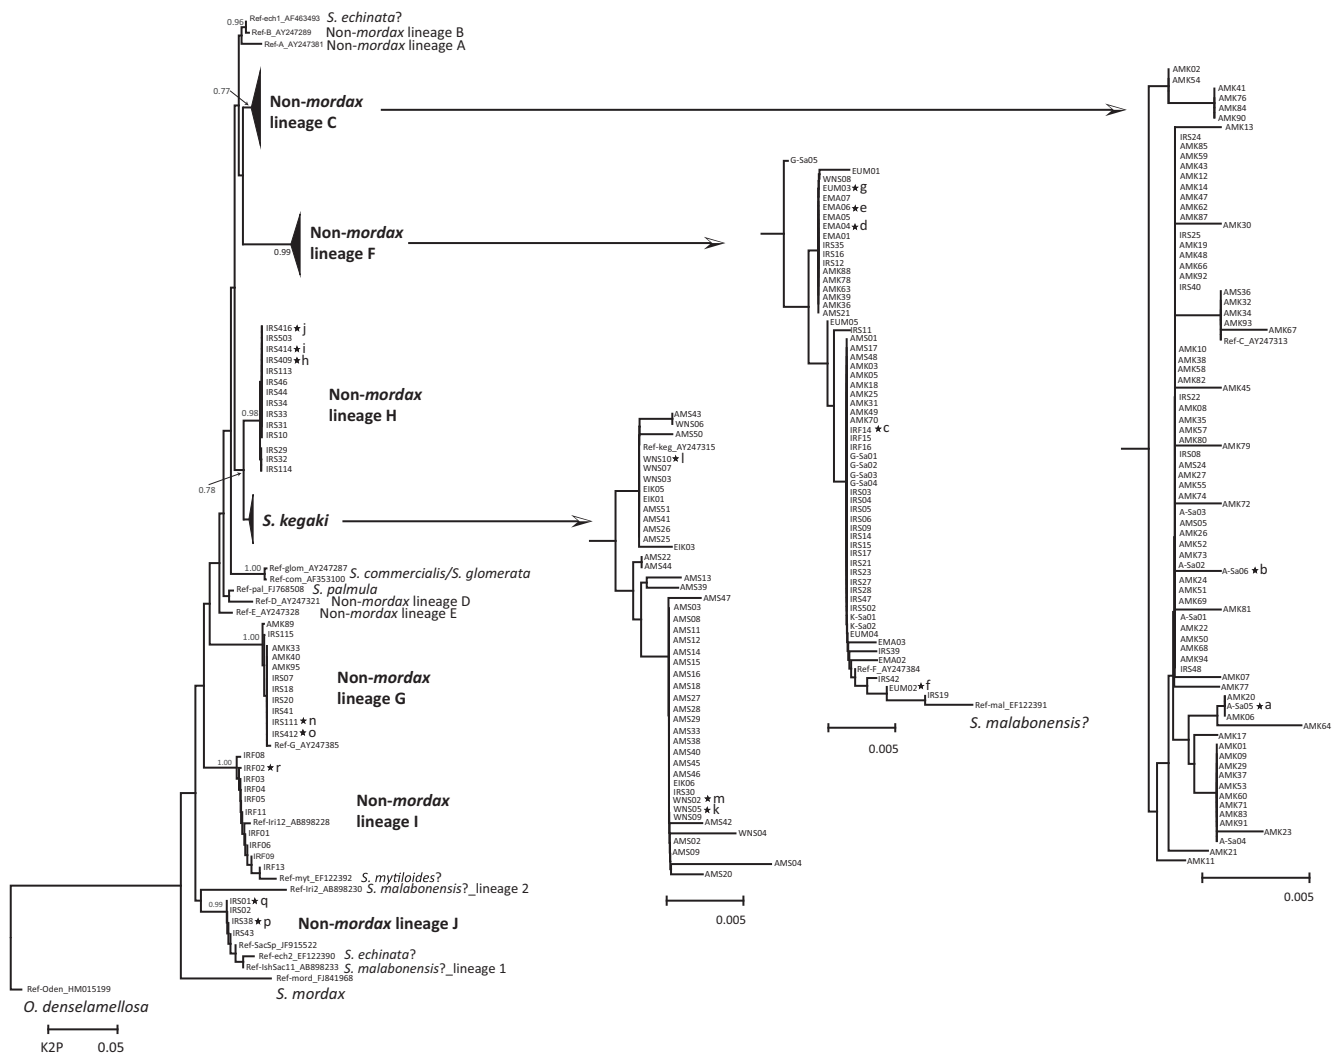 0.96
Ref-ech1_AF463493 S. echinata?
Ref-B_AY247289 Non-mordax lineage B
Ref-A_AY247381 Non-mordax lineage A
0.77
Non-mordax
lineage C
0.99
Non-mordax
lineage F
IRS416★j
IRS503
IRS414★i
IRS409★h
IRS113
IRS46
IRS44
IRS34
IRS33
IRS31
IRS10
IRS29
IRS32
IRS114
0.98
Non-mordax
lineage H
0.78
S. kegaki
1.00
Ref-glom_AY247287
Ref-com_AF353100
S. commercialis/S. glomerata
Ref-pal_FJ768508 S. palmula
Ref-D_AY247321 Non-mordax lineage D
Ref-E_AY247328 Non-mordax lineage E
AMK89
IRS115
1.00
AMK33
AMK40
AMK95
IRS07
IRS18
IRS20
IRS41
IRS111★n
IRS412★o
Ref-G_AY247385
Non-mordax
lineage G
IRF08
1.00
IRF02★r
IRF03
IRF04
IRF05
IRF11
Ref-Iri12_AB898228
IRF01
IRF06
IRF09
IRF13
Ref-myt_EF122392 S. mytiloides?
Non-mordax
lineage I
Ref-Iri2_AB898230 S. malabonensis?_lineage 2
0.99
IRS01★q
IRS02
IRS38★p
IRS43
Non-mordax lineage J
Ref-SacSp_JF915522
Ref-ech2_EF122390 S. echinata?
Ref-IshSac11_AB898233 S. malabonensis?_lineage 1
Ref-mord_FJ841968
S. mordax
Ref-Oden_HM015199
O. denselamellosa
K2P 0.05
AMS43
WNS06
AMS50
Ref-keg_AY247315
WNS10★l
WNS07
WNS03
EIK05
EIK01
AMS51
AMS41
AMS26
AMS25
EIK03
AMS22
AMS44
AMS13
AMS39
AMS47
AMS03
AMS08
AMS11
AMS12
AMS14
AMS15
AMS16
AMS18
AMS27
AMS28
AMS29
AMS33
AMS38
AMS40
AMS45
AMS46
EIK06
IRS30
WNS02★m
WNS05★k
WNS09
AMS42
WNS04
AMS02
AMS09
AMS04
AMS20
0.005
G-Sa05
EUM01
WNS08
EUM03★g
EMA07
EMA06★e
EMA05
EMA04★d
EMA01
IRS35
IRS16
IRS12
AMK88
AMK78
AMK63
AMK39
AMK36
AMS21
EUM05
IRS11
AMS01
AMS17
AMS48
AMK03
AMK05
AMK18
AMK25
AMK31
AMK49
AMK70
IRF14★c
IRF15
IRF16
G-Sa01
G-Sa02
G-Sa03
G-Sa04
IRS03
IRS04
IRS05
IRS06
IRS09
IRS14
IRS15
IRS17
IRS21
IRS23
IRS27
IRS28
IRS47
IRS502
K-Sa01
K-Sa02
EUM04
EMA03
IRS39
EMA02
Ref-F_AY247384
IRS42
EUM02★f
IRS19
Ref-mal_EF122391
S. malabonensis?
0.005
AMK02
AMK54
AMK41
AMK76
AMK84
AMK90
AMK13
IRS24
AMK85
AMK59
AMK43
AMK12
AMK14
AMK47
AMK62
AMK87
AMK30
IRS25
AMK19
AMK48
AMK66
AMK92
IRS40
AMS36
AMK32
AMK34
AMK93
AMK67
Ref-C_AY247313
AMK10
AMK38
AMK58
AMK82
AMK45
IRS22
AMK08
AMK35
AMK57
AMK80
AMK79
IRS08
AMS24
AMK27
AMK55
AMK74
AMK72
A-Sa03
AMS05
AMK26
AMK52
AMK73
A-Sa02
A-Sa06★b
AMK24
AMK51
AMK69
AMK81
A-Sa01
AMK22
AMK50
AMK68
AMK94
IRS48
AMK07
AMK77
AMK20
A-Sa05★a
AMK06
AMK64
AMK17
AMK01
AMK09
AMK29
AMK37
AMK53
AMK60
AMK71
AMK83
AMK91
AMK23
A-Sa04
AMK21
AMK11
0.005